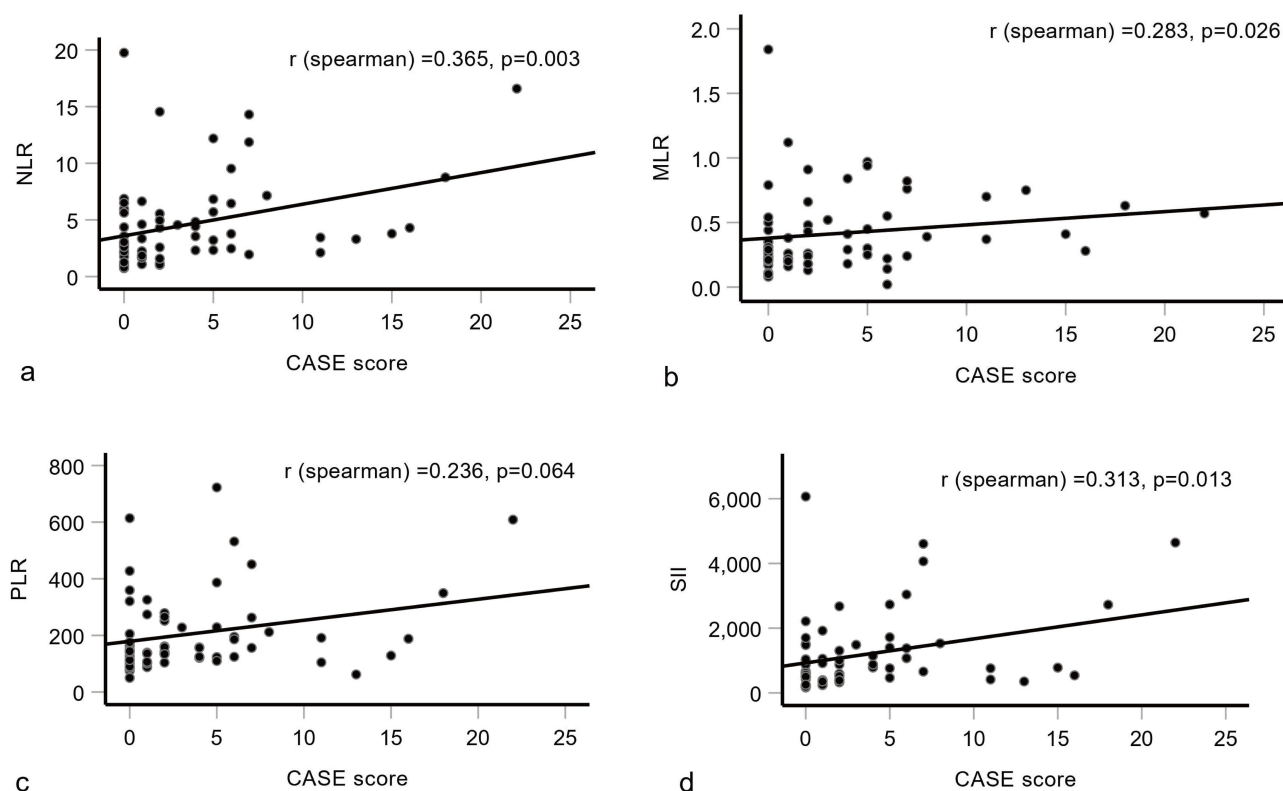 r (spearman) =0.365, p=0.003
20
15
10
5
0
NLR
0 5 10 15 20 25
CASE score
a
r (spearman) =0.283, p=0.026
2.0
1.5
1.0
0.5
0.0
MLR
0 5 10 15 20 25
CASE score
b
r (spearman) =0.236, p=0.064
800
600
400
200
0
PLR
0 5 10 15 20 25
CASE score
c
r (spearman) =0.313, p=0.013
6,000
4,000
2,000
0
SII
0 5 10 15 20 25
CASE score
d